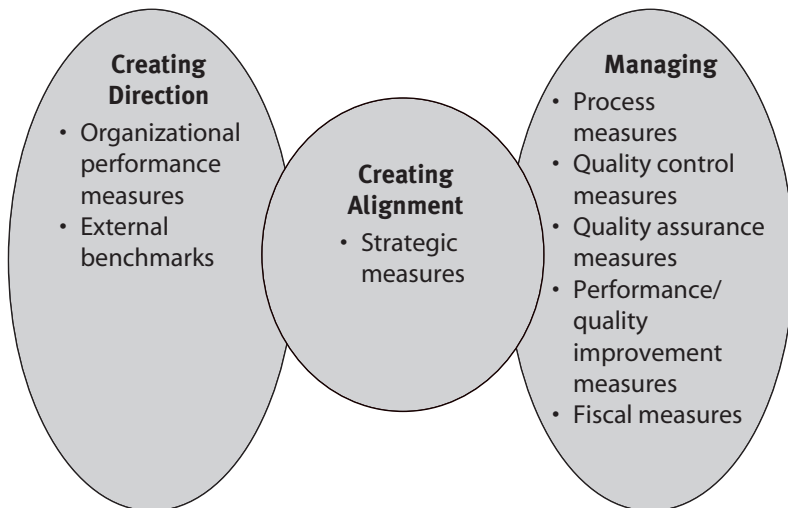 Creating
Direction
• Organizational
performance
measures
• External
benchmarks
Creating
Alignment
• Strategic
measures
Managing
• Process
measures
• Quality control
measures
• Quality assurance
measures
• Performance/
quality
improvement
measures
• Fiscal measures